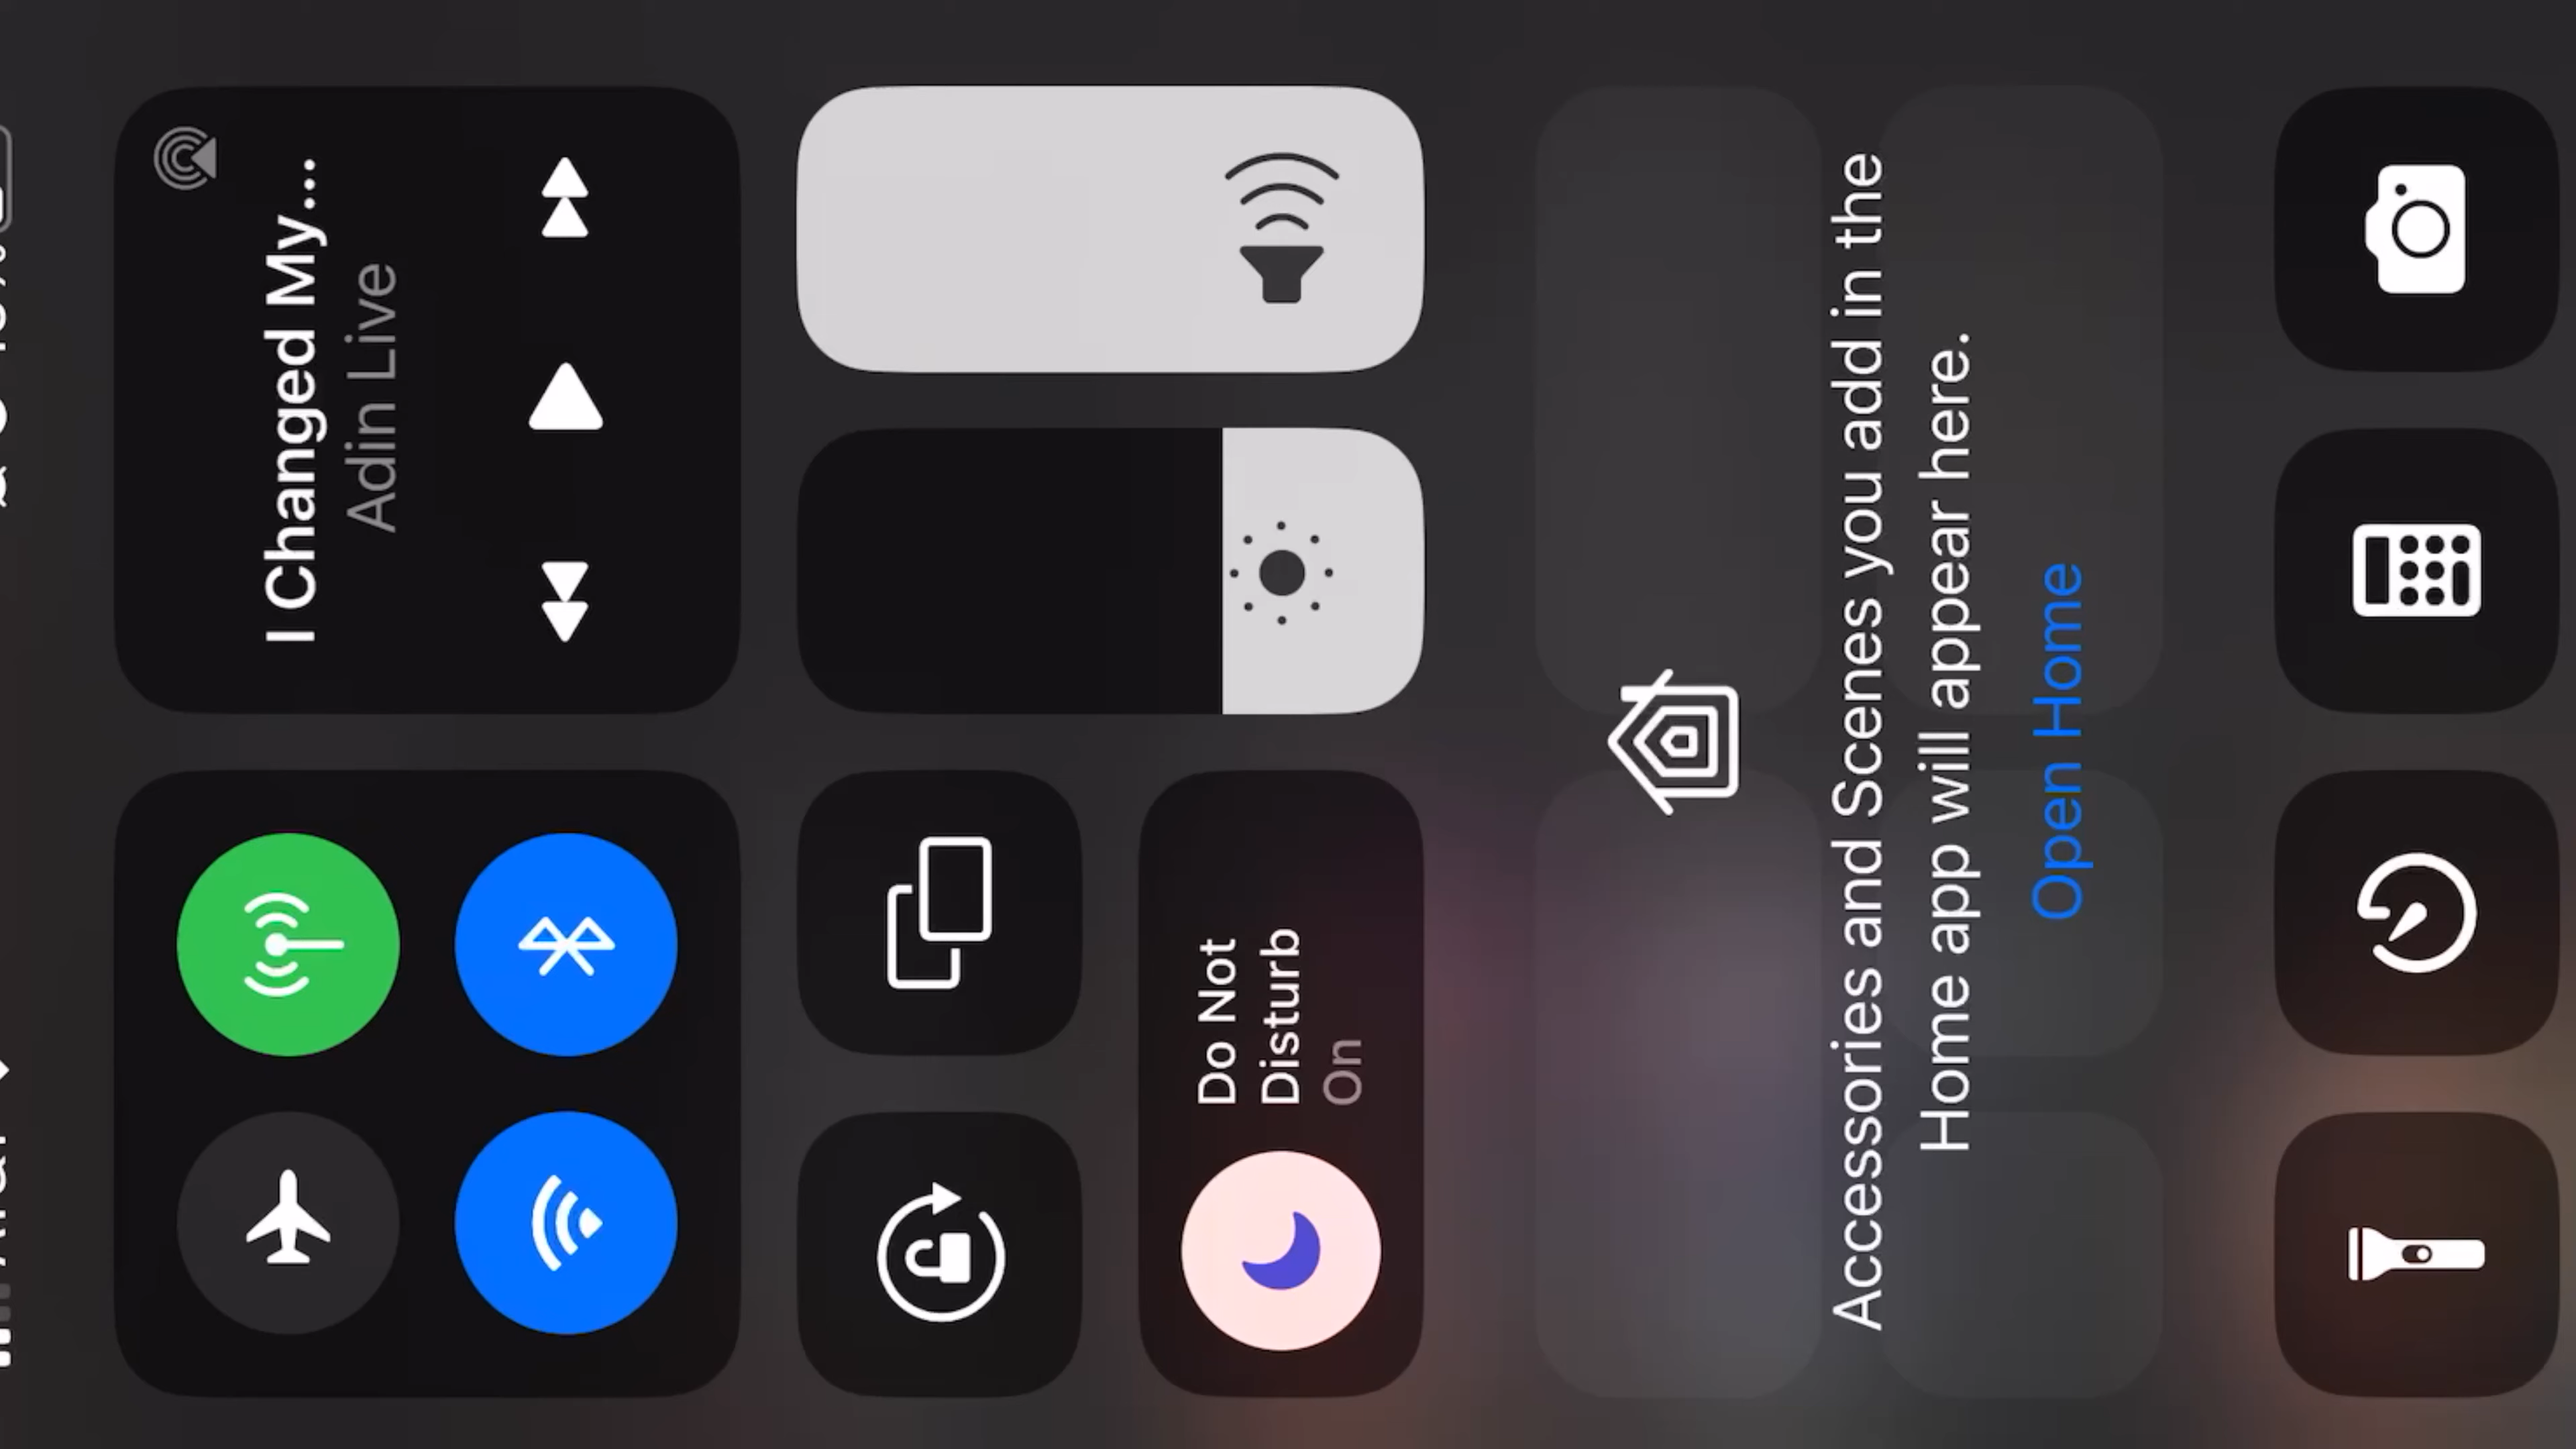 I Changed My...
Adin Live
Do Not
Disturb
On
Accessories and Scenes you add in the
Home app will appear here.
Open Home